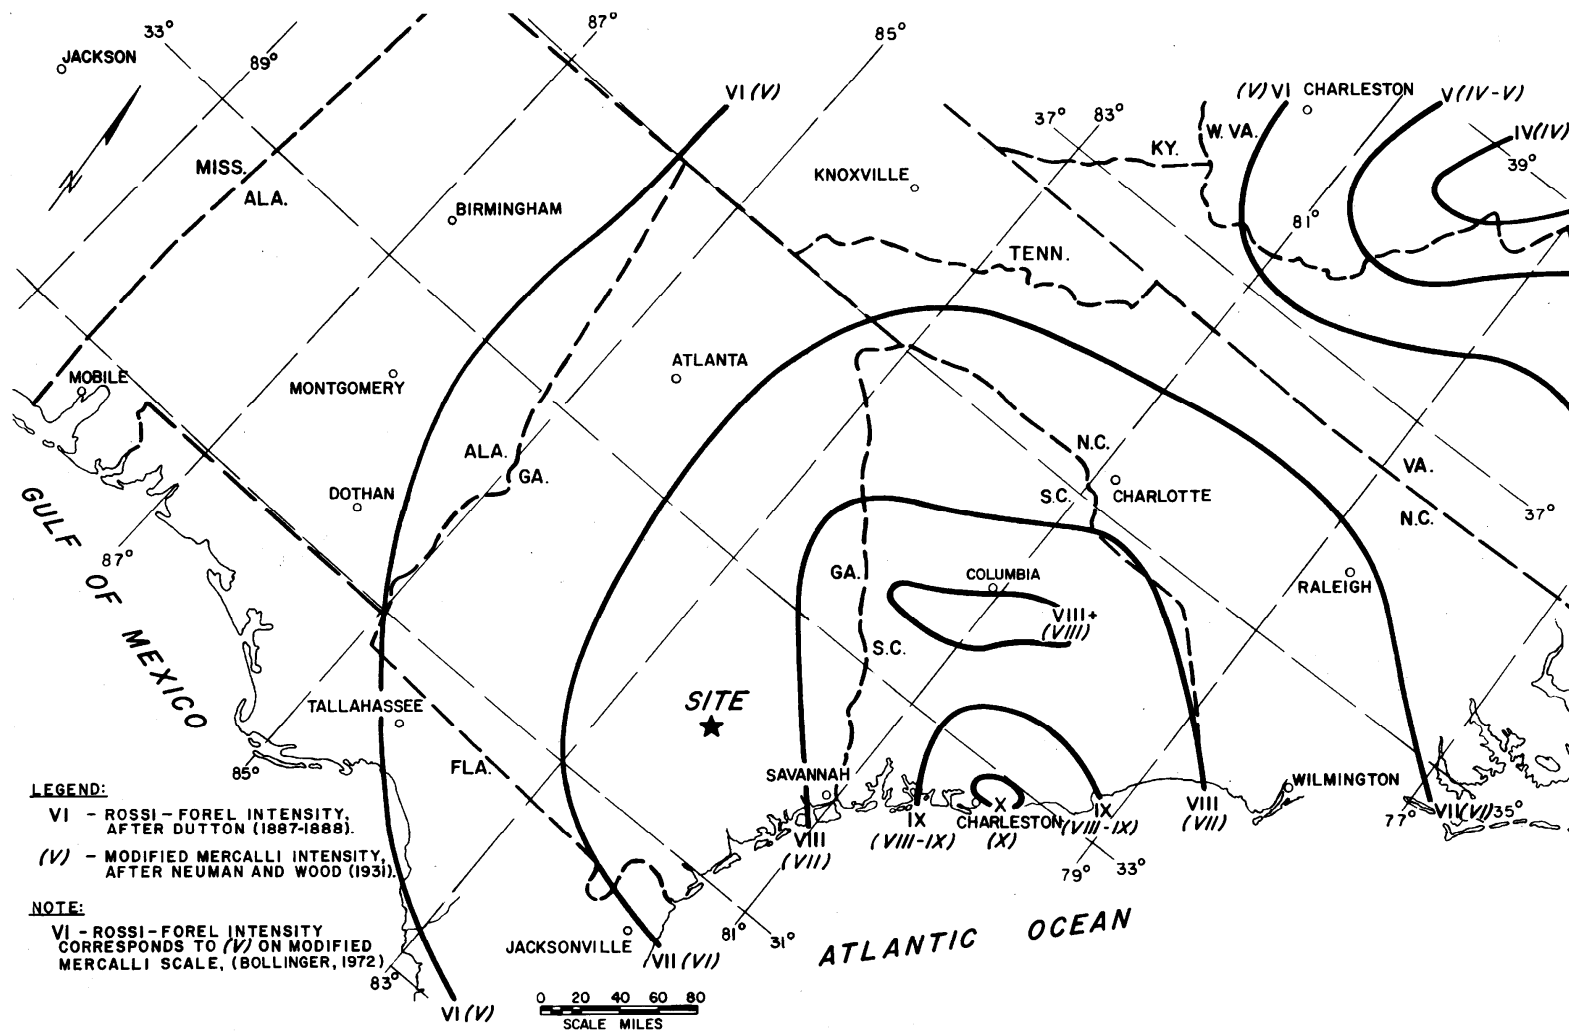 33°
87°
85°
JACKSON
89°
VI (V)
(V) VI CHARLESTON
V (IV-V)
37°
83°
W. VA.
KY.
IV (IV)
39°
MISS.
ALA.
KNOXVILLE
BIRMINGHAM
81°
N
TENN.
MOBILE
MONTGOMERY
ATLANTA
ALA.
GA.
N.C.
S.C.
CHARLOTTE
VA.
N.C.
37°
DOTHAN
GULF OF MEXICO
87°
GA.
S.C.
COLUMBIA
VIII+
(VIII)
RALEIGH
TALLAHASSEE
SITE
FLA.
85°
SAVANNAH
WILMINGTON
VIII
(VII)
IX
(VIII-IX)
CHARLESTON
X
(X)
IX
(VIII-IX)
VIII
(VII)
77°
VII (VI)
35°
79°
33°
81°
31°
ATLANTIC OCEAN
JACKSONVILLE
VII (VI)
83°
VI (V)
LEGEND:
VI - ROSSI-FOREL INTENSITY,
AFTER DUTTON (1887-1888).
(V) - MODIFIED MERCALLI INTENSITY,
AFTER NEUMAN AND WOOD (1931).
NOTE:
VI - ROSSI-FOREL INTENSITY
CORRESPONDS TO (V) ON MODIFIED
MERCALLI SCALE, (BOLLINGER, 1972)
0 20 40 60 80
SCALE MILES